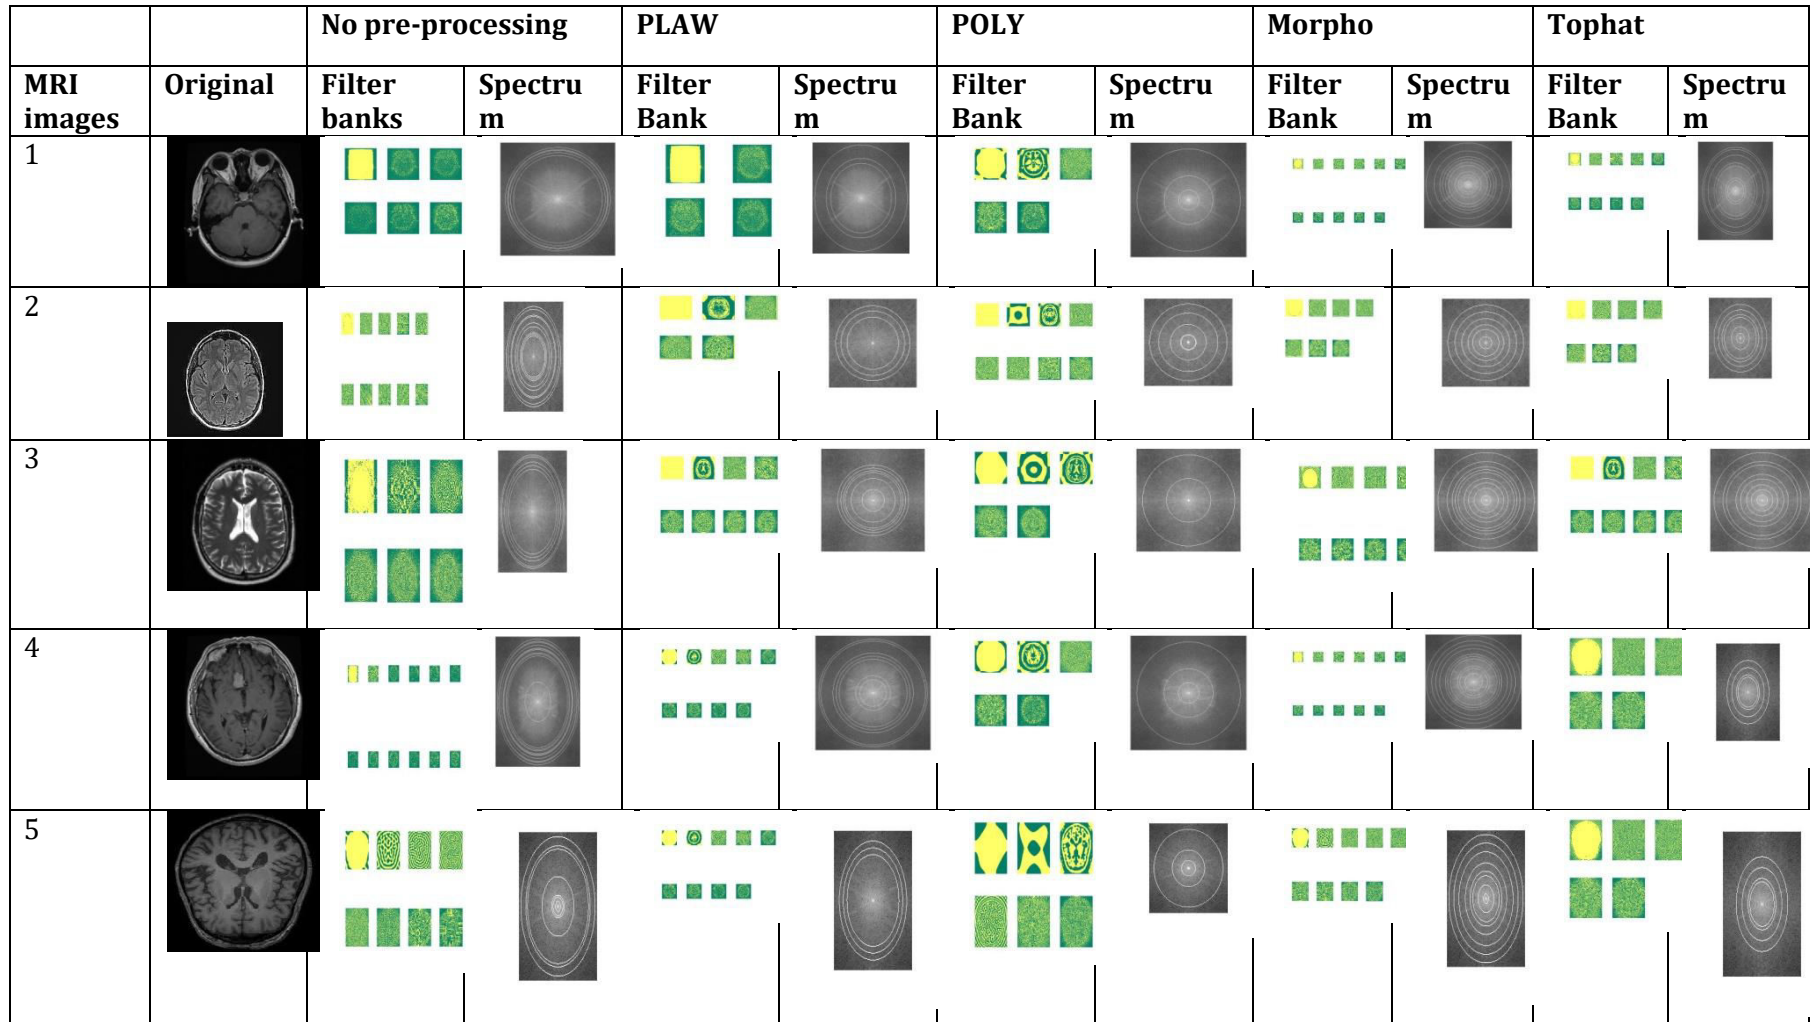 No pre-processing PLAW POLY Morpho Tophat
MRI images Original Filter banks Spectru m Filter Bank Spectru m Filter Bank Spectru m Filter Bank Spectru m Filter Bank Spectru m
1
2
3
4
5